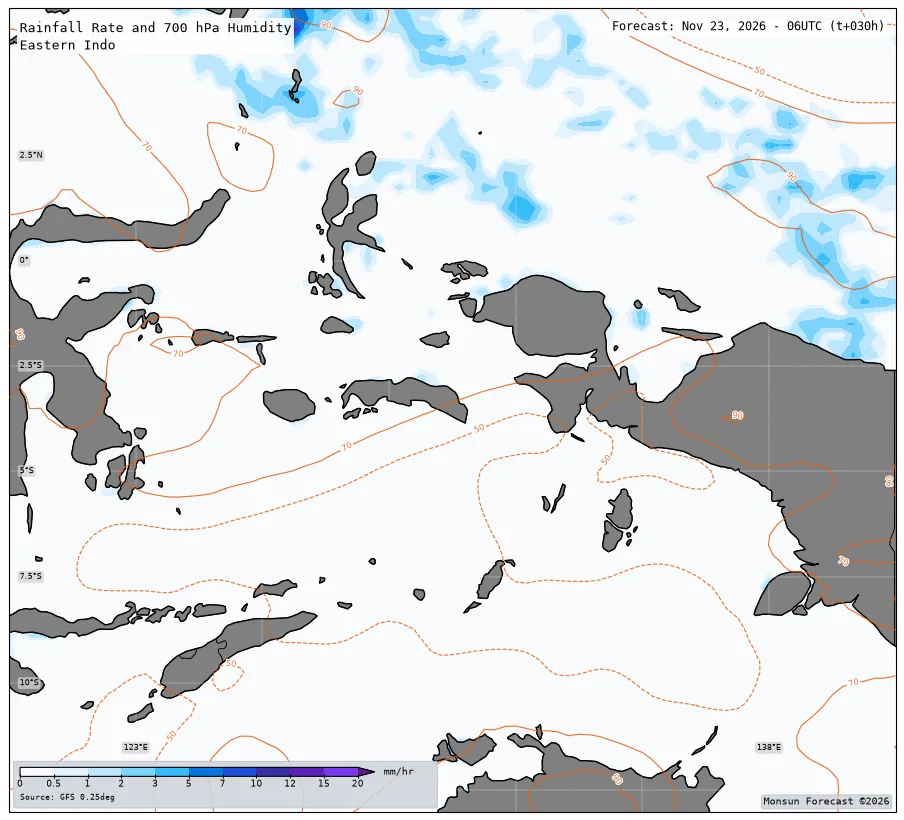 Rainfall Rate and 700 hPa Humidity
Eastern Indo
Forecast: Nov 23, 2026 - 06UTC (t+030h)
90
50
90
70
70
70
2.5°N
90
0°
90
70
2.5°S
90
50
70
50
5°S
90
70
7.5°S
50
10°S
70
50
123°E
138°E
90
0 0.5 1 2 3 5 7 10 12 15 20 mm/hr
Source: GFS 0.25deg
Monsun Forecast ©2026